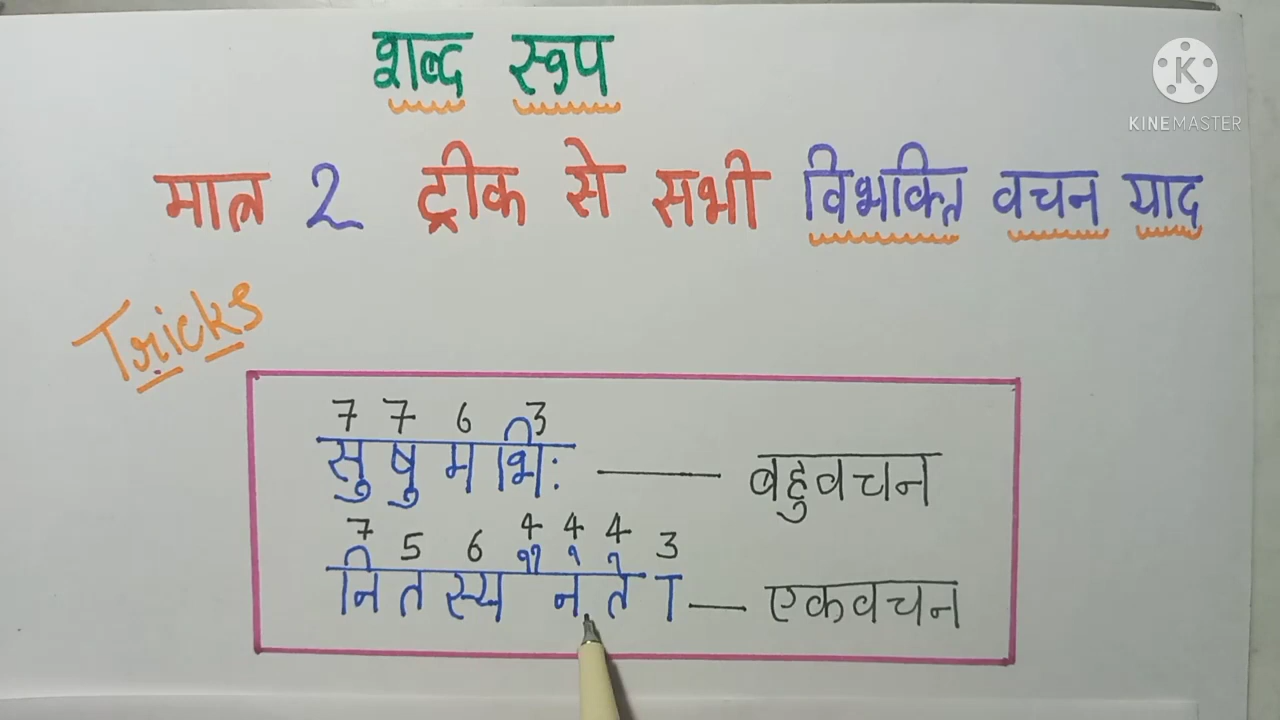 शब्द रूप
K
KINEMASTER
मात्र 2 ट्रीक से सभी विभक्ति वचन याद
Tricks
7 7 6 3
सु षु म भिः —— बहुवचन
7 5 6 4 4 4 3
नि त स्य ने ते ा — एकवचन